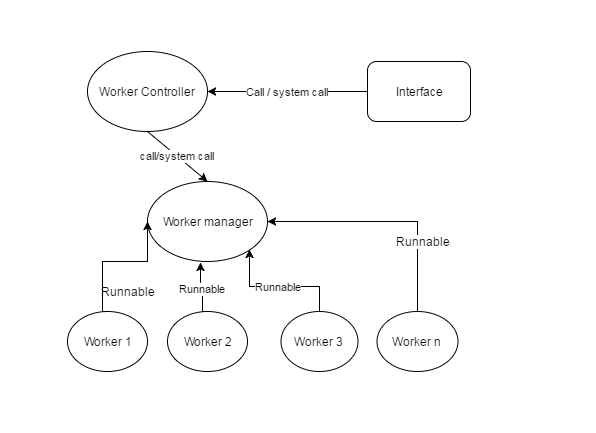 Worker Controller
Call / system call
Interface
call/system call
Worker manager
Runnable
Runnable
Runnable
Runnable
Worker 1
Worker 2
Worker 3
Worker n